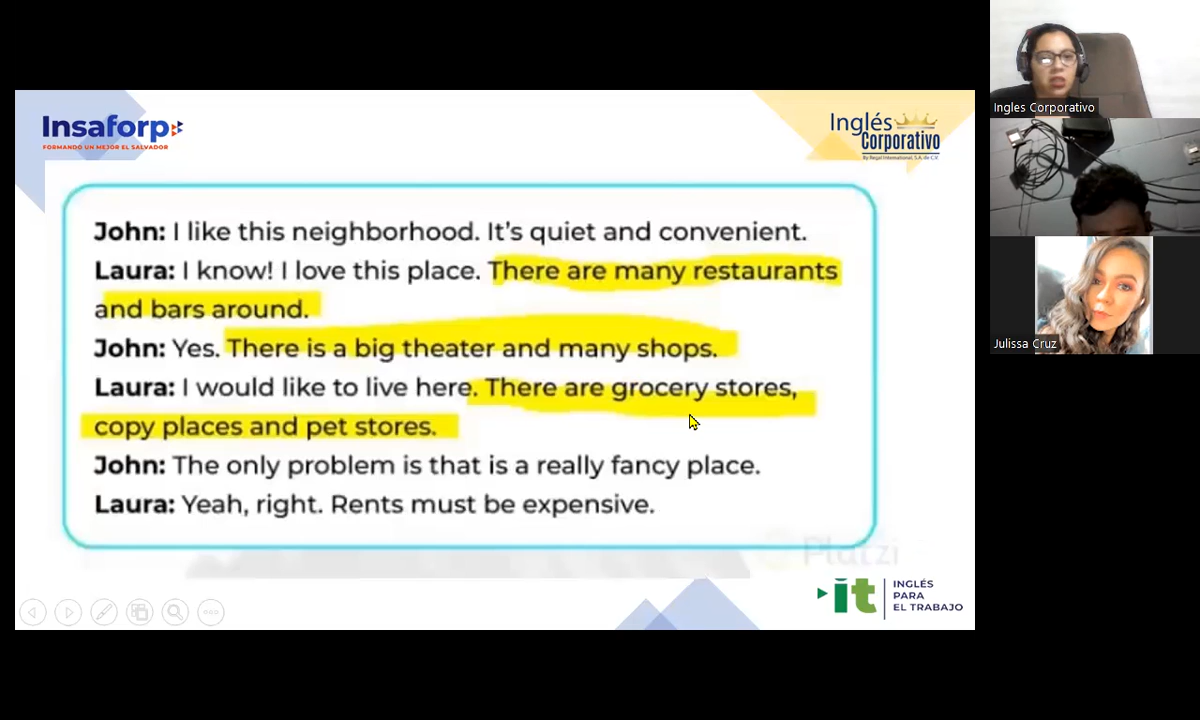 Insaforp
FORMANDO UN MEJOR EL SALVADOR
Inglés
Corporativo
By Regal International, S.A. de C.V.
John: I like this neighborhood. It's quiet and convenient.
Laura: I know! I love this place. There are many restaurants
and bars around.
John: Yes. There is a big theater and many shops.
Laura: I would like to live here. There are grocery stores,
copy places and pet stores.
John: The only problem is that is a really fancy place.
Laura: Yeah, right. Rents must be expensive.
Platzi
it
INGLÉS
PARA
EL TRABAJO
Ingles Corporativo
Julissa Cruz